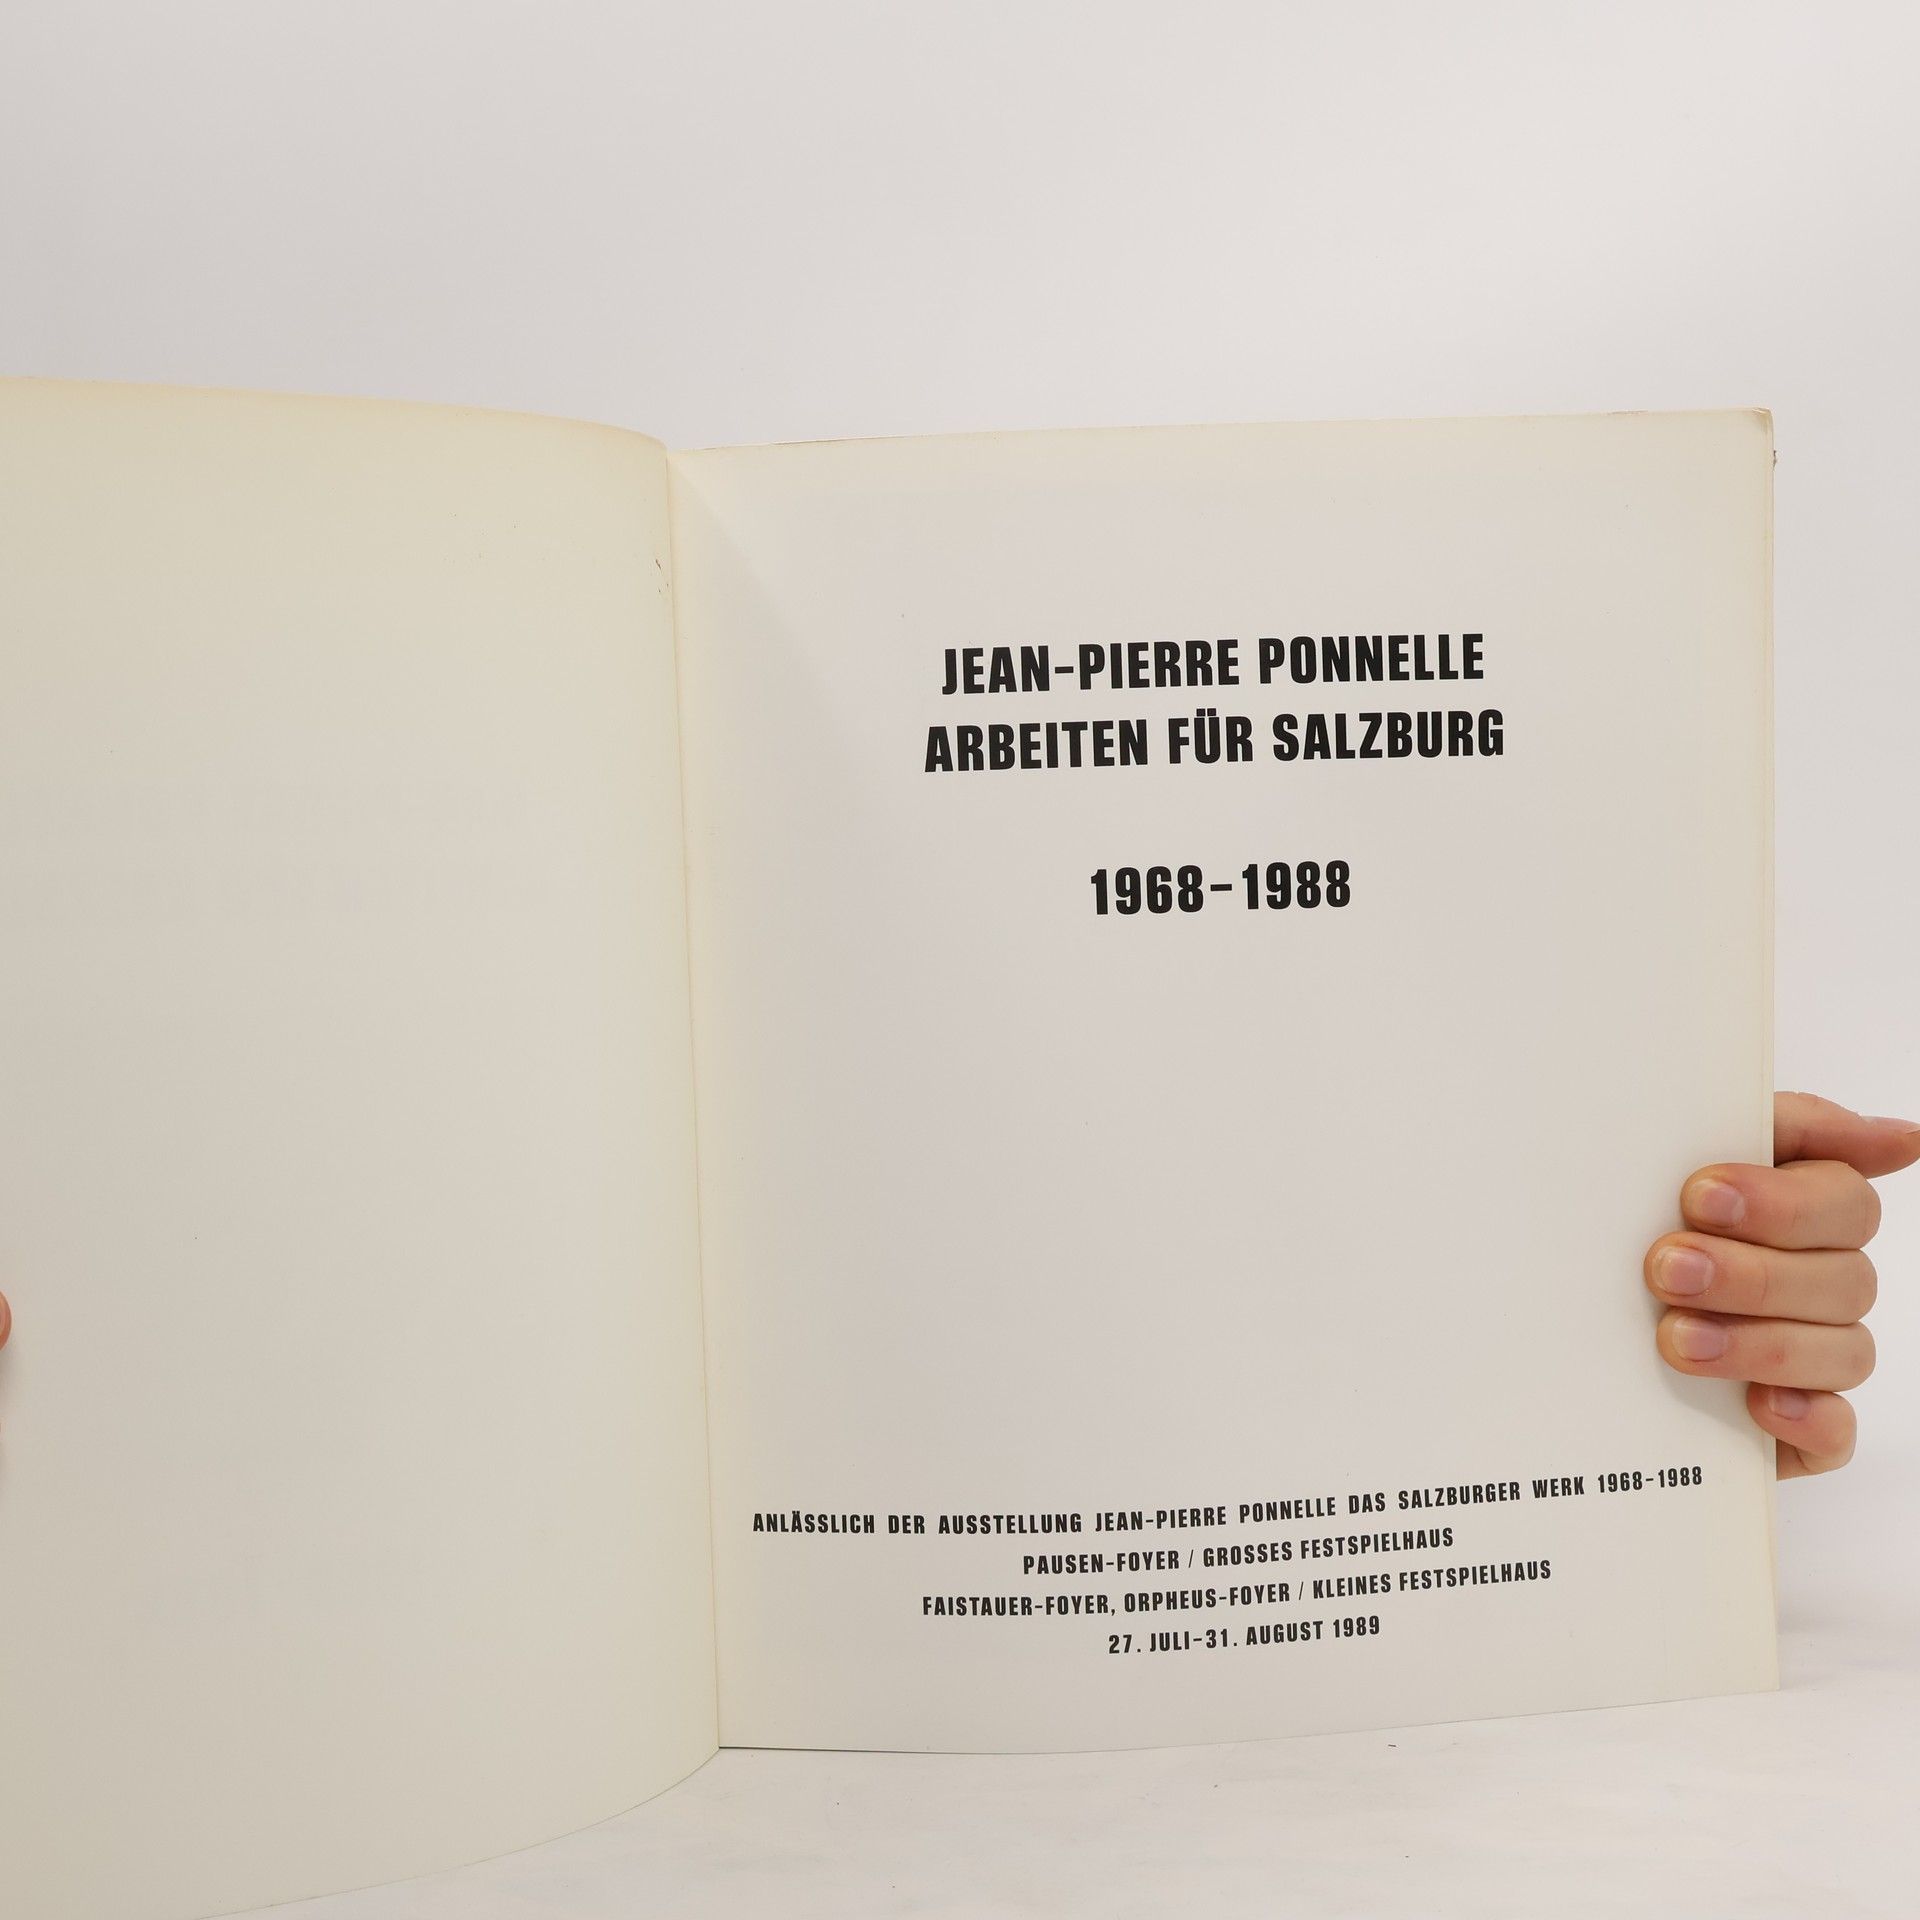 JEAN-PIERRE PONNELLE
ARBEITEN FÜR SALZBURG
1968-1988
ANLÄSSLICH DER AUSSTELLUNG JEAN-PIERRE PONNELLE DAS SALZBURGER WERK 1968-1988
PAUSEN-FOYER / GROSSES FESTSPIELHAUS
FAISTAUER-FOYER, ORPHEUS-FOYER / KLEINES FESTSPIELHAUS
27. JULI-31. AUGUST 1989